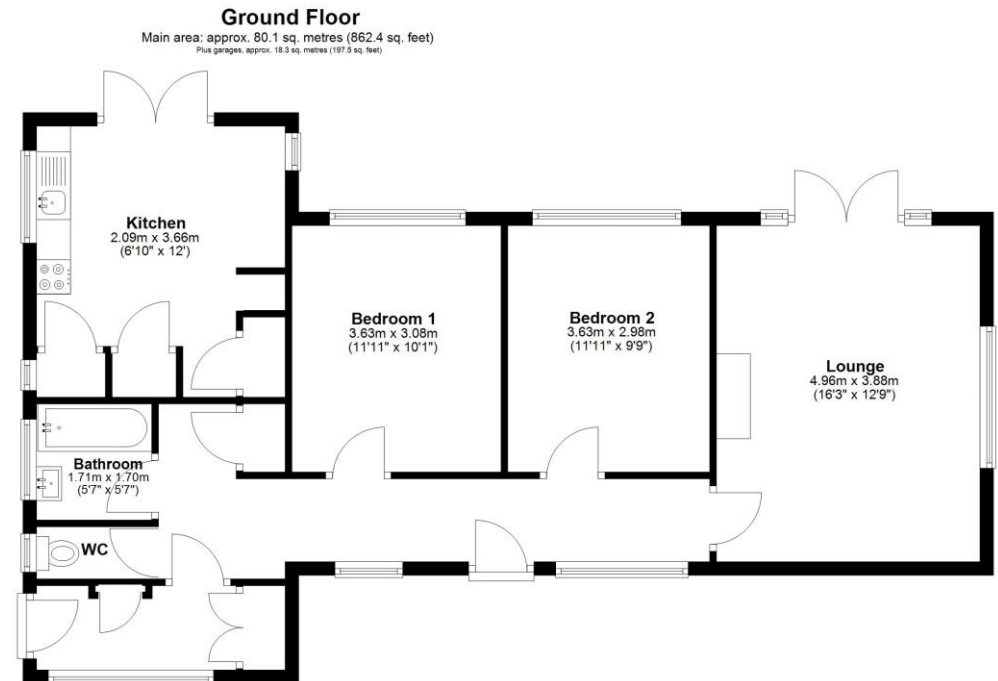 Ground Floor
Main area: approx. 80.1 sq. metres (862.4 sq. feet)
Plus garages, approx. 18.3 sq. metres (197.5 sq. feet)
Kitchen
2.09m x 3.66m
(6'10" x 12')
Bedroom 1
3.63m x 3.08m
(11'11" x 10'1")
Bedroom 2
3.63m x 2.98m
(11'11" x 9'9")
Lounge
4.96m x 3.88m
(16'3" x 12'9")
Bathroom
1.71m x 1.70m
(5'7" x 5'7")
WC